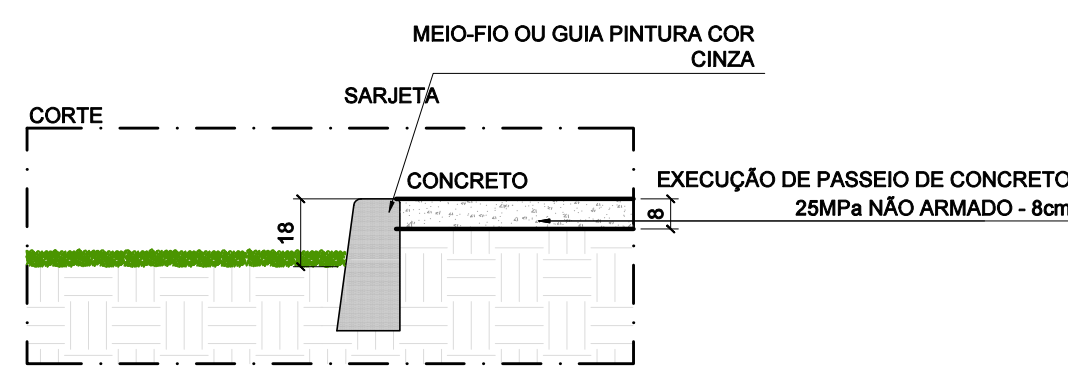 MEIO-FIO OU GUIA PINTURA COR
CINZA
SARJETA
CORTE
CONCRETO
EXECUÇÃO DE PASSEIO DE CONCRETO
25MPa NÃO ARMADO - 8cm
18
8